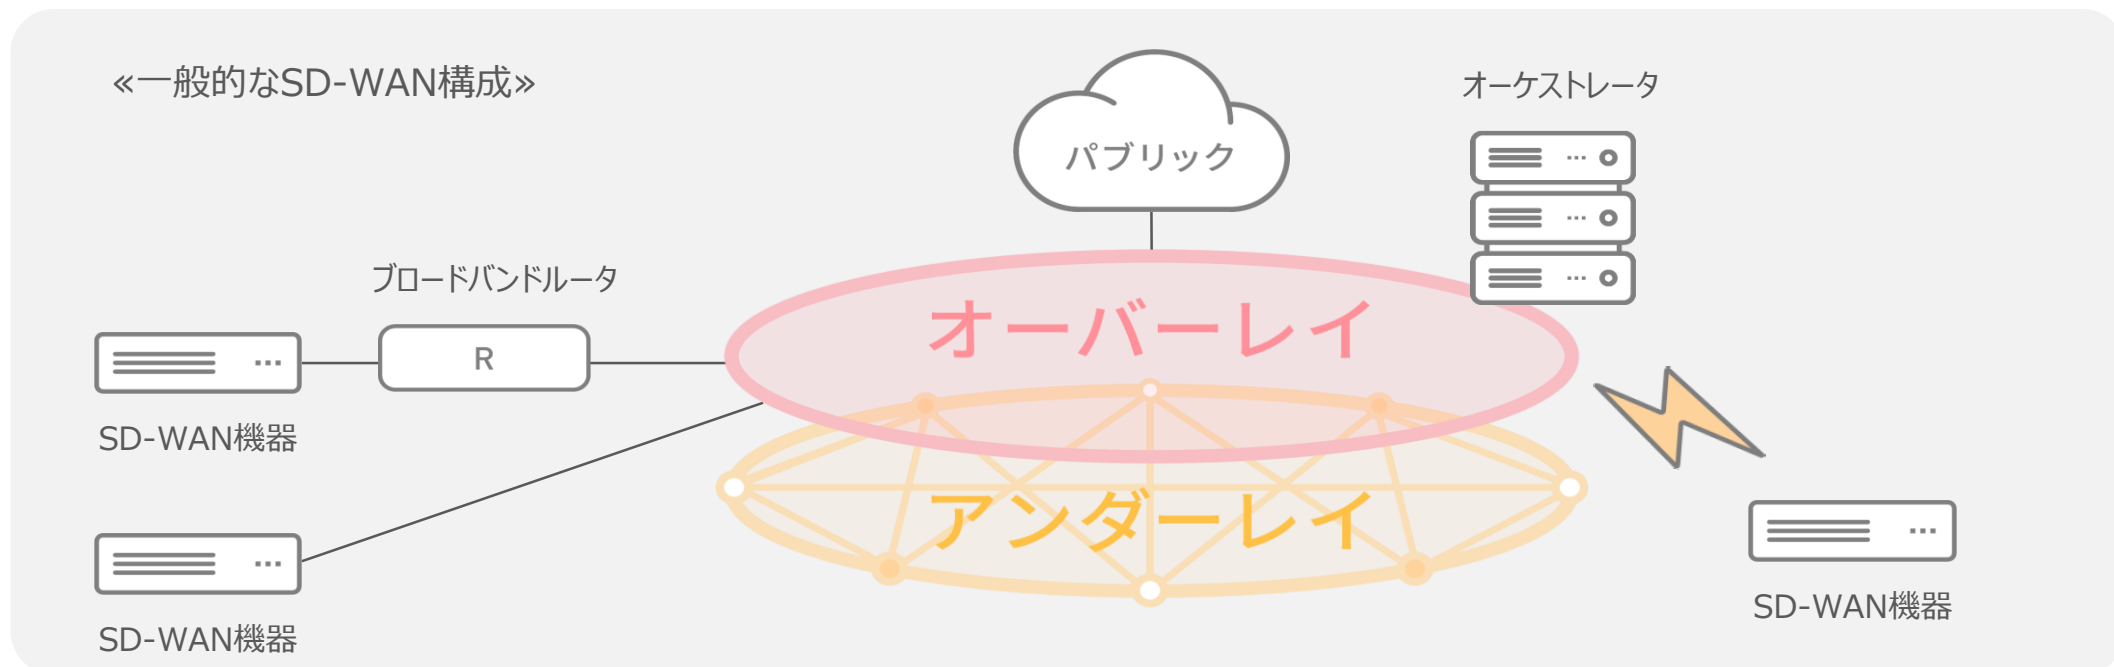 ≪一般的なSD-WAN構成≫
パブリック
オーケストレータ
ブロードバンドルータ
R
オーバーレイ
SD-WAN機器
アンダーレイ
SD-WAN機器
SD-WAN機器